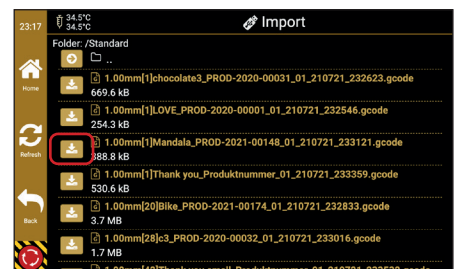 23:17
34.5°C
34.5°C
Import
Folder: /Standard
..
1.00mm[1]chocolate3_PROD-2020-00031_01_210721_232623.gcode
669.6 kB
Home
1.00mm[1]LOVE_PROD-2020-00001_01_210721_232546.gcode
254.3 kB
1.00mm[1]Mandala_PROD-2021-00148_01_210721_233121.gcode
388.8 kB
Refresh
1.00mm[1]Thank you_Produktnummer_01_210721_233359.gcode
530.6 kB
1.00mm[20]Bike_PROD-2021-00174_01_210721_232833.gcode
3.7 MB
Back
1.00mm[28]c3_PROD-2020-00032_01_210721_233016.gcode
1.7 MB